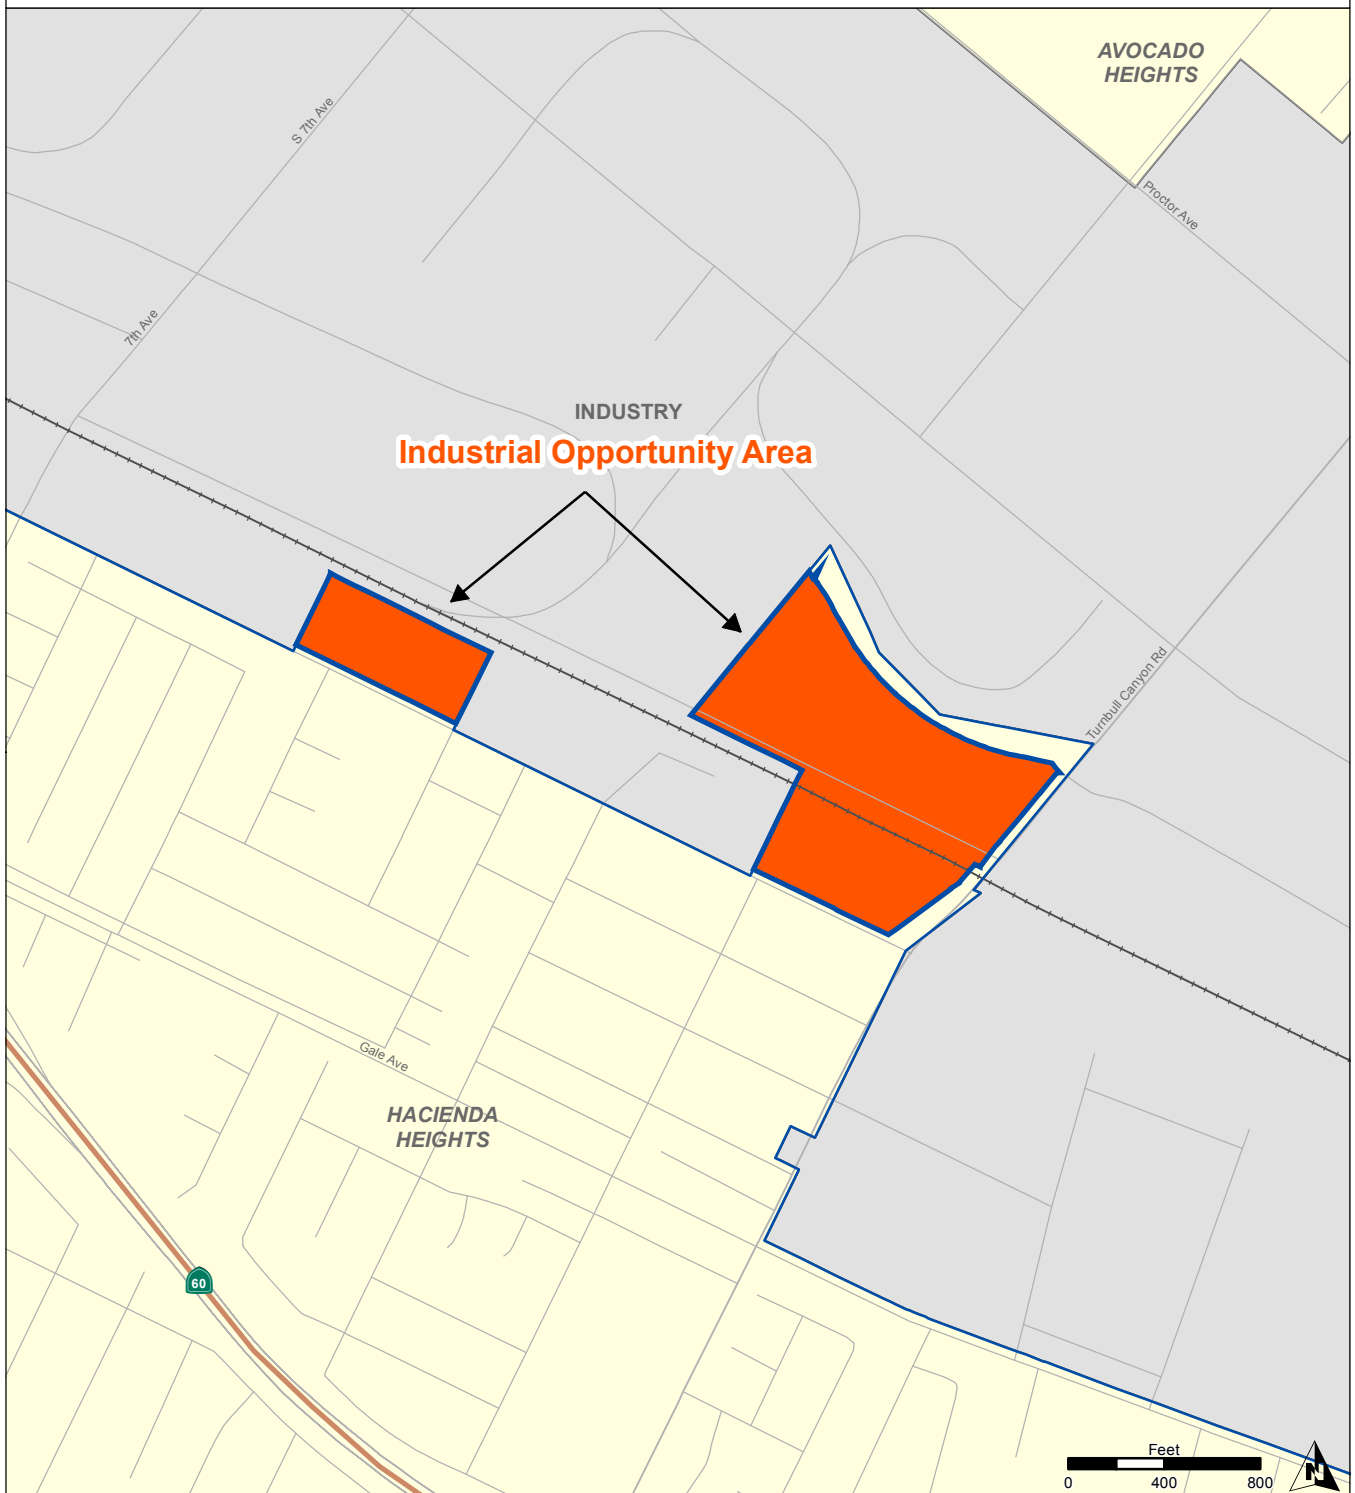 AVOCADO
HEIGHTS
S 7th Ave
Proctor Ave
7th Ave
INDUSTRY
Industrial Opportunity Area
Turnbull Canyon Rd
Gale Ave
HACIENDA
HEIGHTS
60
Feet
0 400 800
N